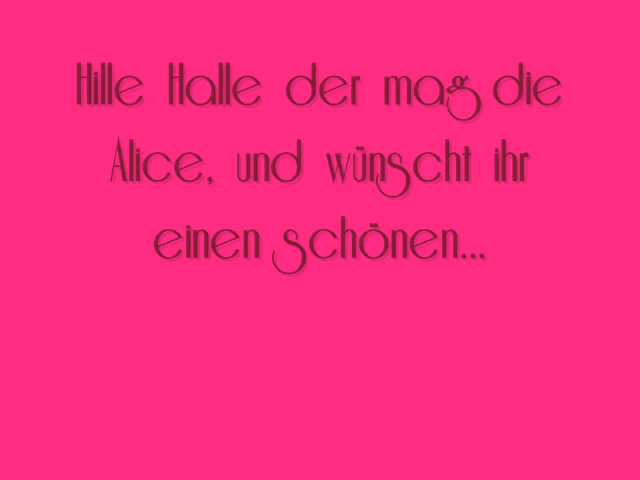 Hille Halle der mag die
Alice, und wünscht ihr
einen schönen...